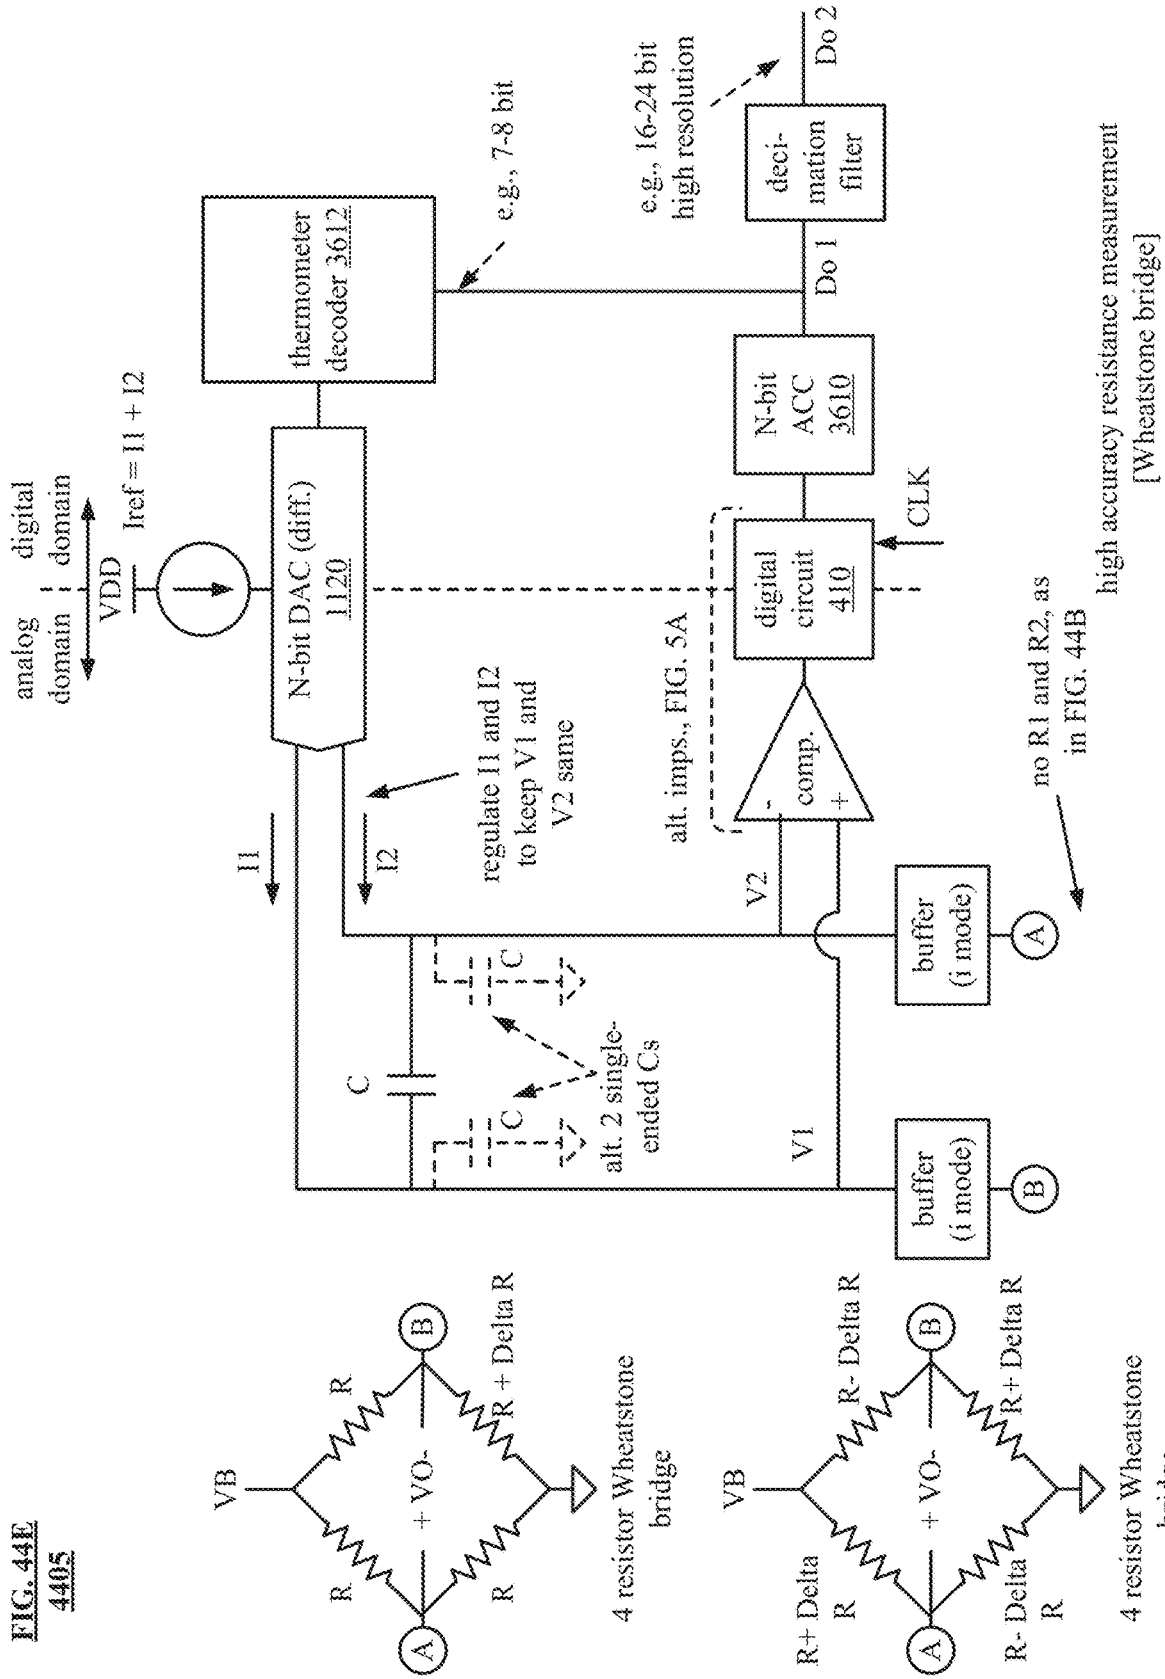 FIG. 44E
4405
VB
R
R
A
+ VO-
B
R
R + Delta R
4 resistor Wheatstone
bridge
VB
R+ Delta
R
R- Delta R
A
+ VO-
B
R- Delta
R
R+ Delta R
4 resistor Wheatstone
analog
domain
digital
domain
VDD
Iref = I1 + I2
I1
I2
N-bit DAC (diff.)
1120
thermometer
decoder 3612
regulate I1 and I2
to keep V1 and
V2 same
e.g., 7-8 bit
C
C
C
alt. 2 single-
ended Cs
alt. imps., FIG. 5A
e.g., 16-24 bit
high resolution
V1
V2
-
comp.
+
digital
circuit
410
CLK
N-bit
ACC
3610
Do 1
deci-
mation
filter
Do 2
buffer
(i mode)
B
buffer
(i mode)
A
no R1 and R2, as
in FIG. 44B
high accuracy resistance measurement
[Wheatstone bridge]